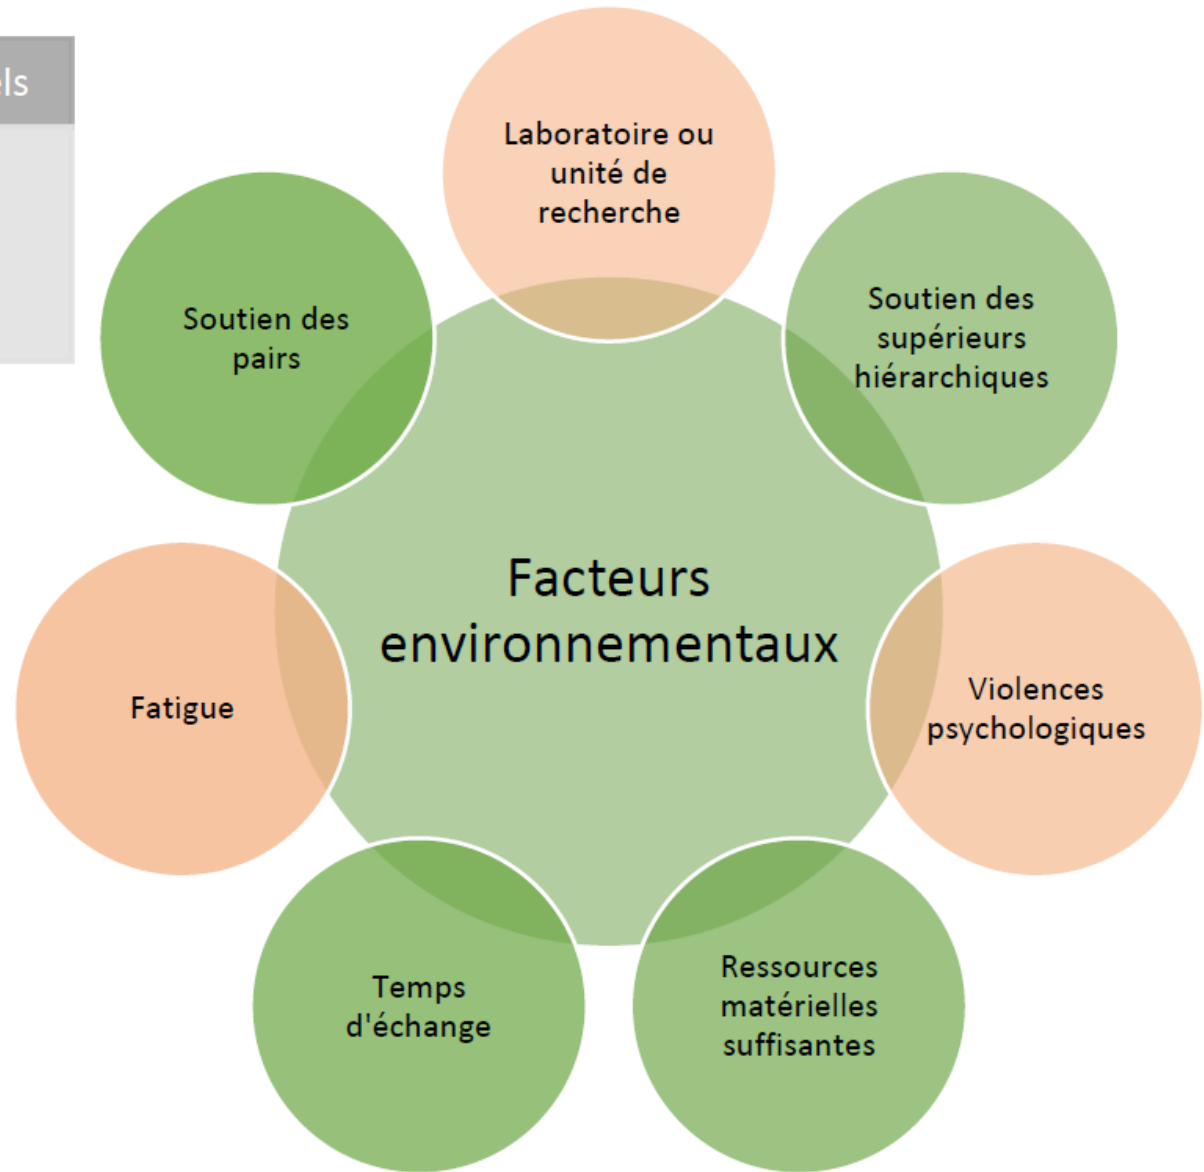 Laboratoire ou
unité de
recherche
Soutien des
supérieurs
hiérarchiques
Violences
psychologiques
Ressources
matérielles
suffisantes
Temps
d'échange
Fatigue
Soutien des
pairs
Facteurs
environnementaux